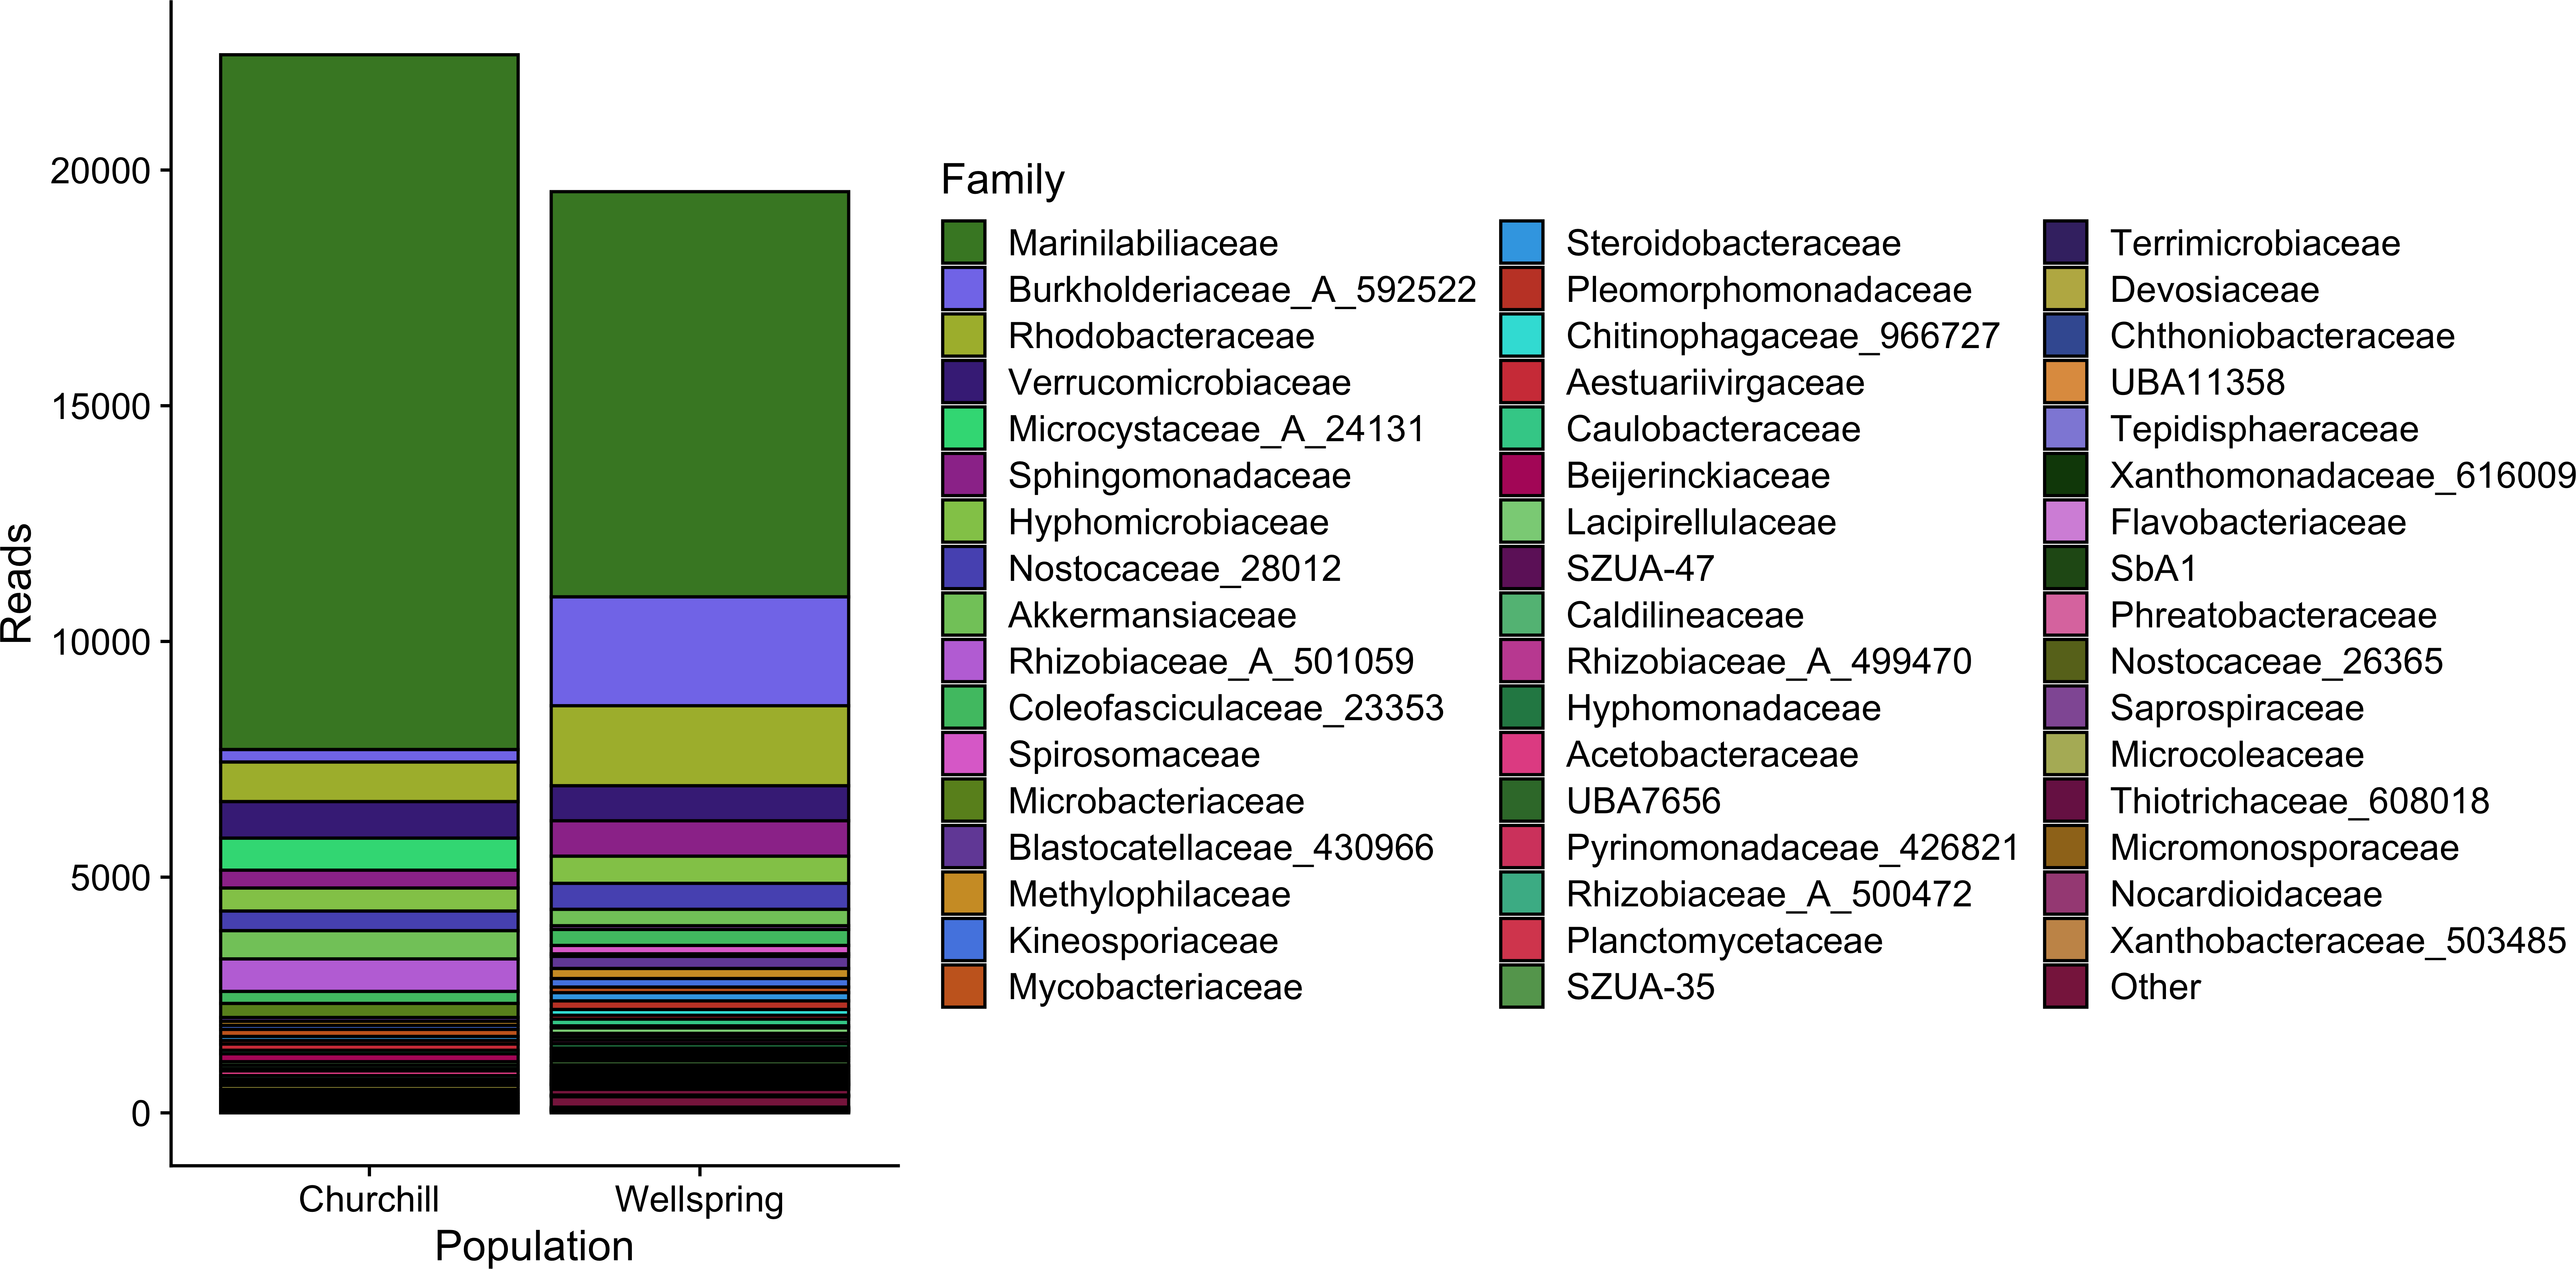 Reads
20000
15000
10000
5000
0
Churchill
Wellspring
Population
Family
Marinilabiliaceae
Burkholderiaceae_A_592522
Rhodobacteraceae
Verrucomicrobiaceae
Microcystaceae_A_24131
Sphingomonadaceae
Hyphomicrobiaceae
Nostocaceae_28012
Akkermansiaceae
Rhizobiaceae_A_501059
Coleofasciculaceae_23353
Spirosomaceae
Microbacteriaceae
Blastocatellaceae_430966
Methylophilaceae
Kineosporiaceae
Mycobacteriaceae
Steroidobacteraceae
Pleomorphomonadaceae
Chitinophagaceae_966727
Aestuariivirgaceae
Caulobacteraceae
Beijerinckiaceae
Lacipirellulaceae
SZUA-47
Caldilineaceae
Rhizobiaceae_A_499470
Hyphomonadaceae
Acetobacteraceae
UBA7656
Pyrinomonadaceae_426821
Rhizobiaceae_A_500472
Planctomycetaceae
SZUA-35
Terrimicrobiaceae
Devosiaceae
Chthoniobacteraceae
UBA11358
Tepidisphaeraceae
Xanthomonadaceae_616009
Flavobacteriaceae
SbA1
Phreatobacteraceae
Nostocaceae_26365
Saprospiraceae
Microcoleaceae
Thiotrichaceae_608018
Micromonosporaceae
Nocardioidaceae
Xanthobacteraceae_503485
Other